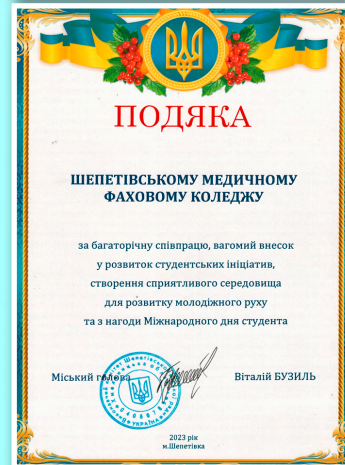 ПОДЯКА
ШЕПЕТІВСЬКОМУ МЕДИЧНОМУ
ФАХОВОМУ КОЛЕДЖУ
за багаторічну співпрацю, вагомий внесок
у розвиток студентських ініціатив,
створення сприятливого середовища
для розвитку молодіжного руху
та з нагоди Міжнародного дня студента
Міський голова
Віталій БУЗИЛЬ
2023 рік
м.Шепетівка